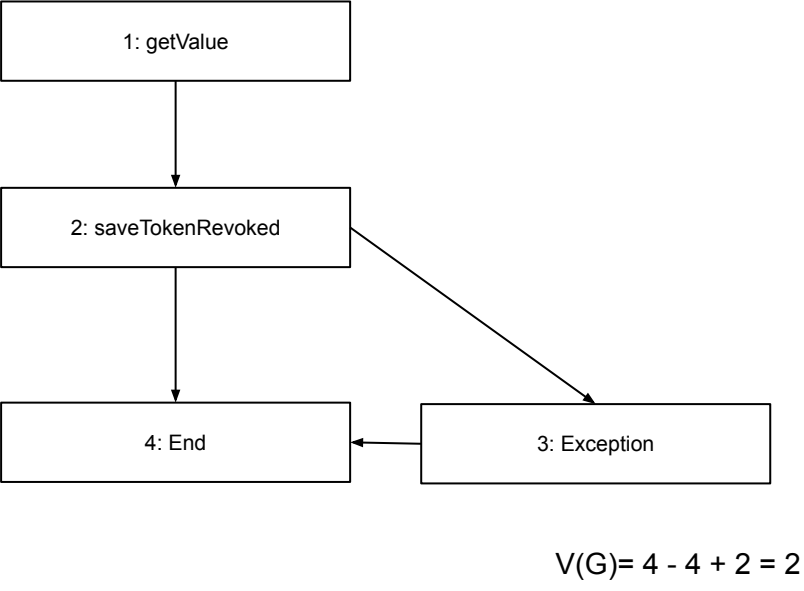 1: getValue
2: saveTokenRevoked
4: End
3: Exception
V(G)= 4 - 4 + 2 = 2